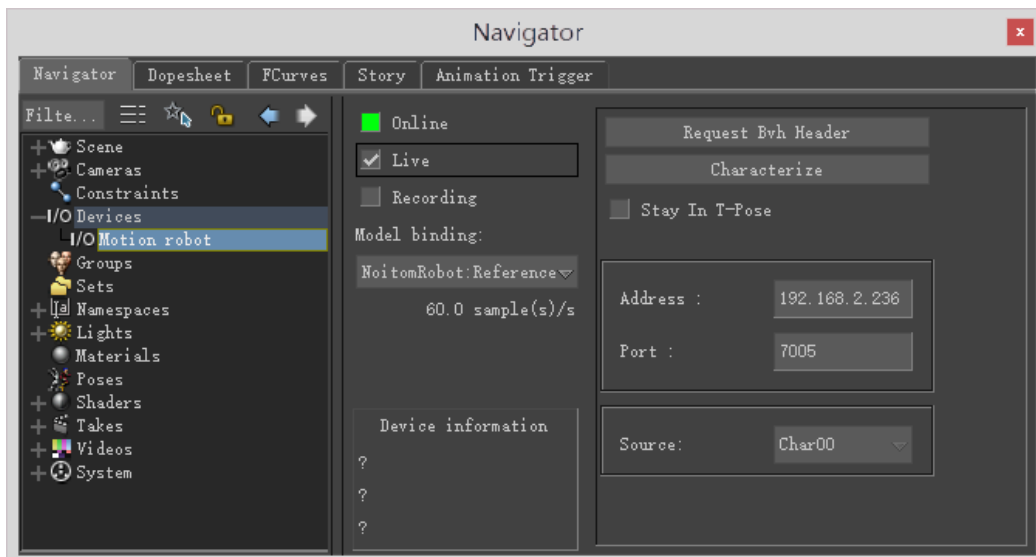 Navigator
x
Navigator Dopesheet FCurves Story Animation Trigger
Filte...
Scene
Cameras
Constraints
I/O Devices
I/O Motion robot
Groups
Sets
[a] Namespaces
Lights
Materials
Poses
Shaders
Takes
Videos
System
Online
Live
Recording
Model binding:
NoitomRobot:Reference
60.0 sample(s)/s
Device information
?
?
?
Request Bvh Header
Characterize
Stay In T-Pose
Address : 192.168.2.236
Port : 7005
Source: Char00